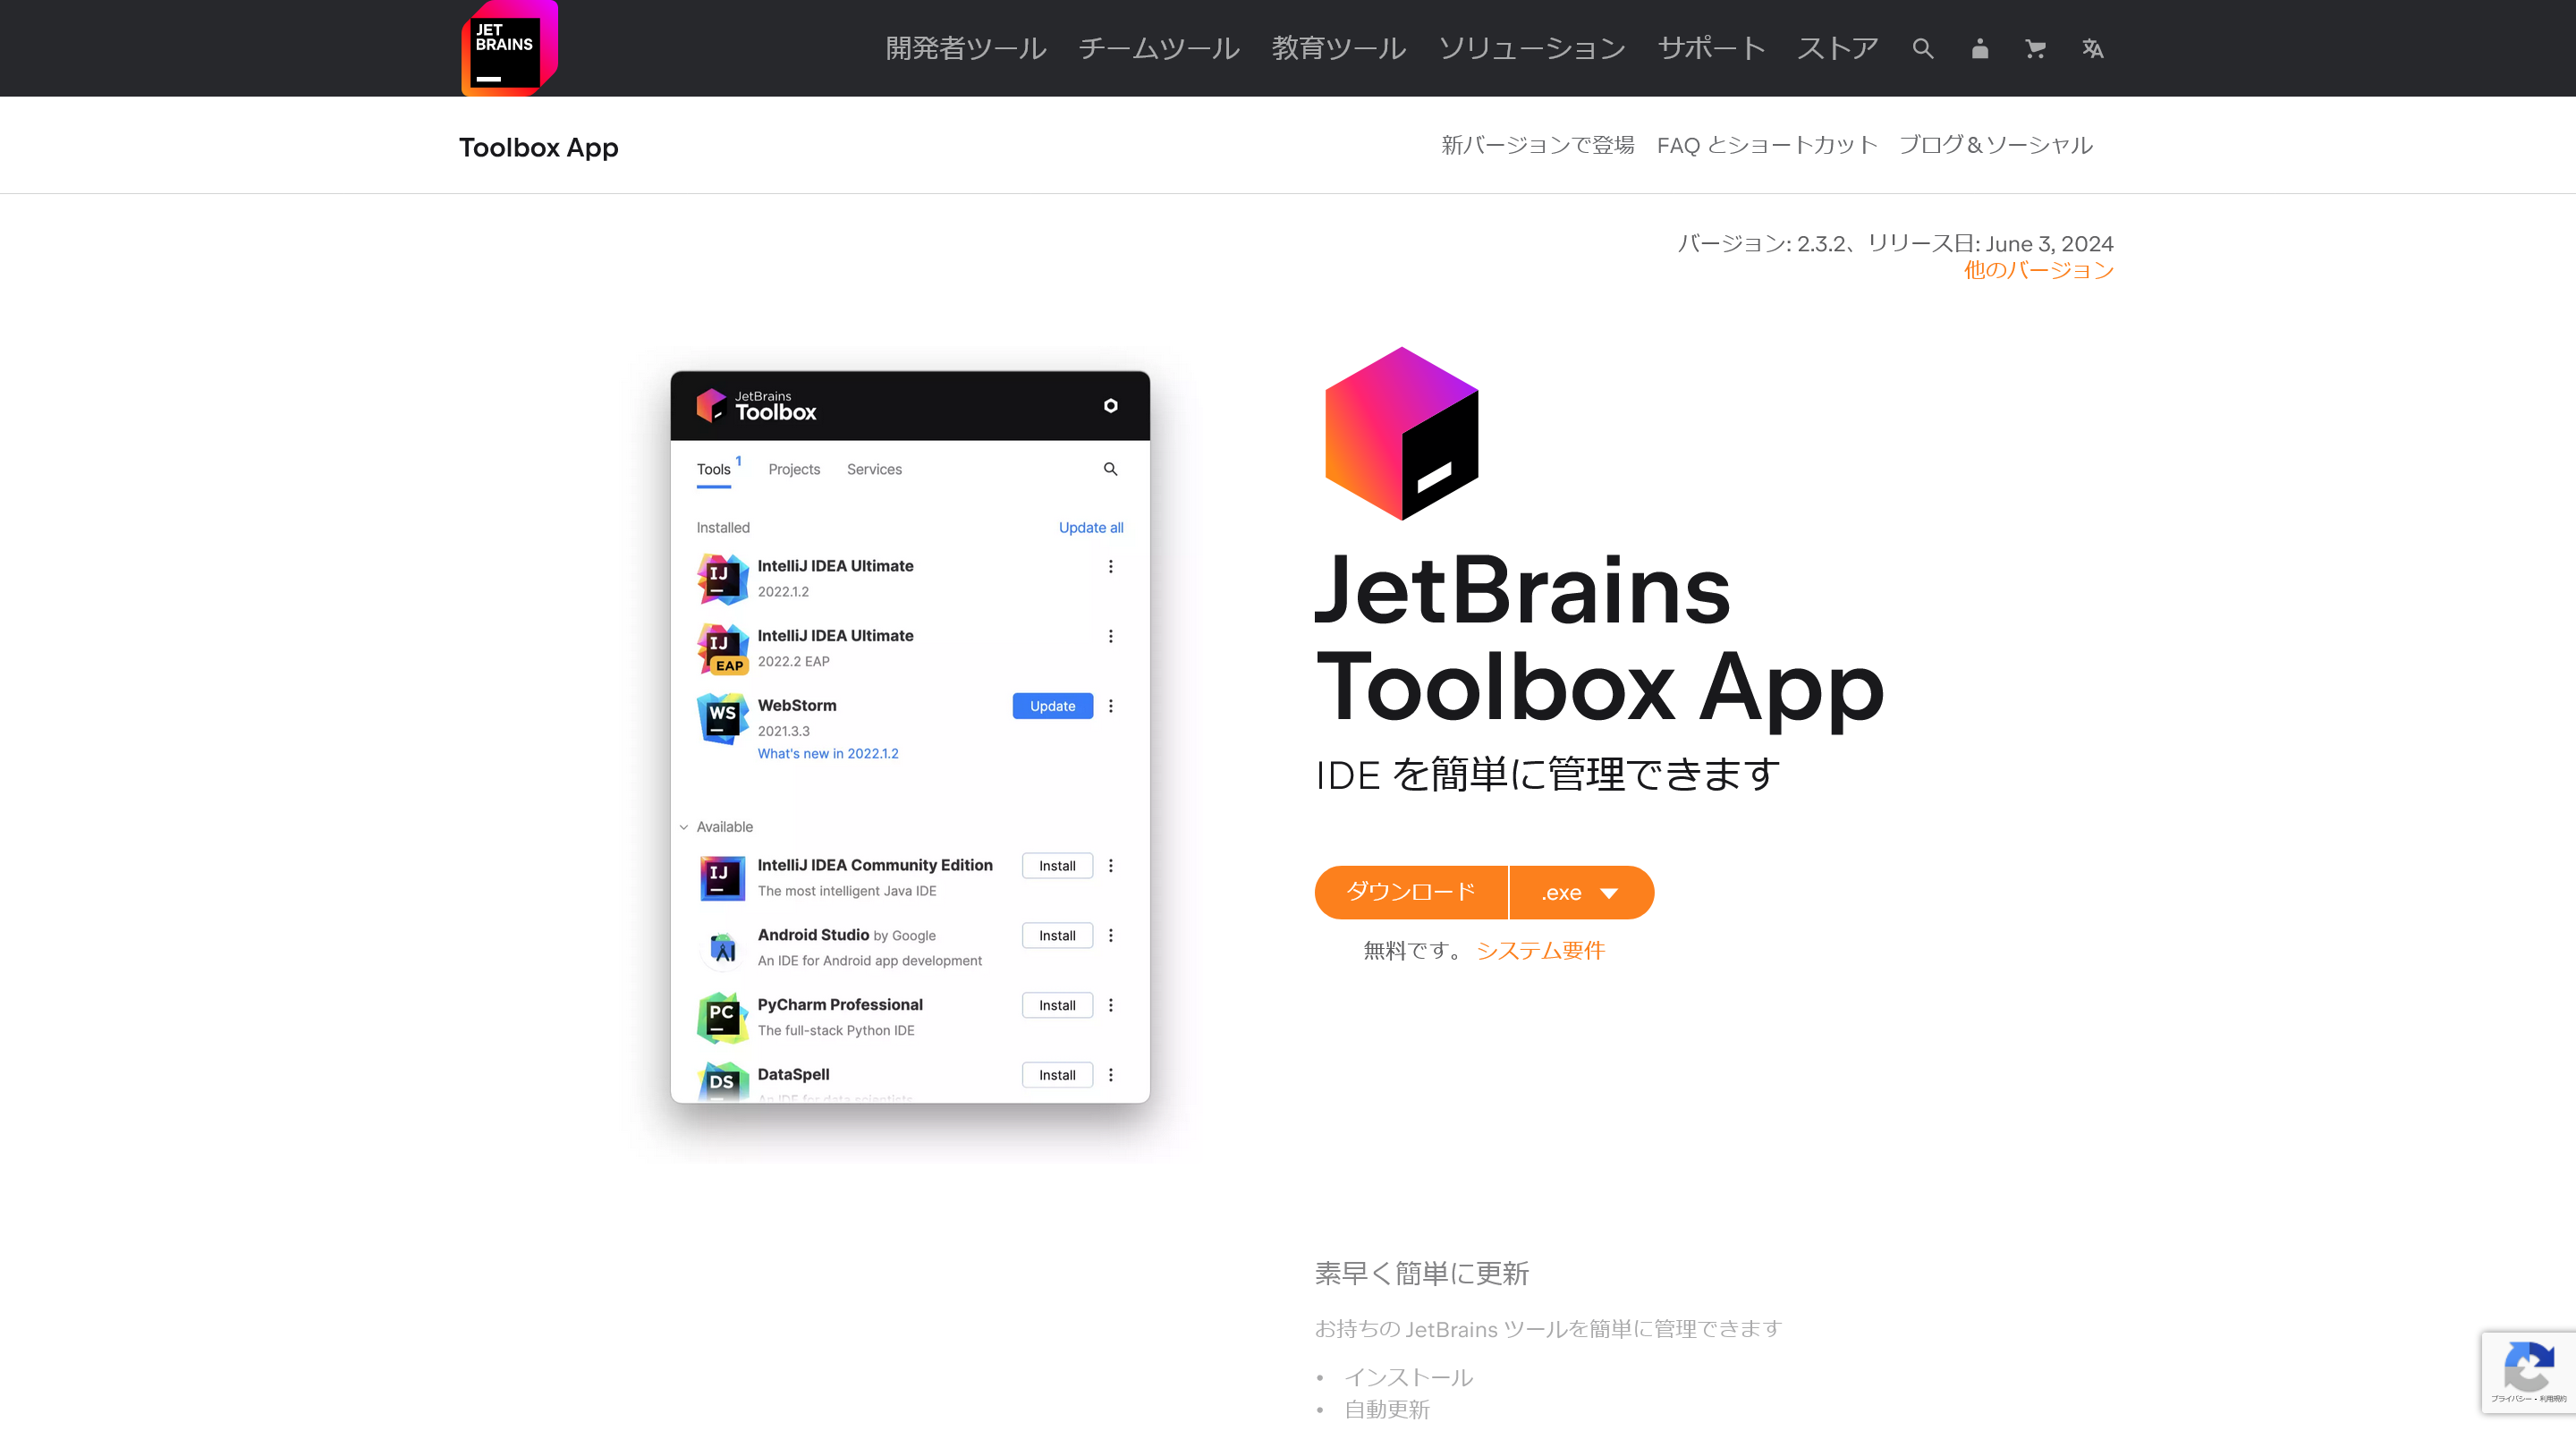 JET
BRAINS
開発者ツール チームツール 教育ツール ソリューション サポート ストア
Toolbox App
新バージョンで登場 FAQ とショートカット ブログ＆ソーシャル
バージョン: 2.3.2、リリース日: June 3, 2024
他のバージョン
JetBrains
Toolbox
Tools 1 Projects Services
Installed Update all
IJ
IntelliJ IDEA Ultimate
2022.1.2
IJ
EAP
IntelliJ IDEA Ultimate
2022.2 EAP
WS
WebStorm
Update
2021.3.3
What's new in 2022.1.2
Available
IJ
IntelliJ IDEA Community Edition
Install
The most intelligent Java IDE
Android Studio by Google
Install
An IDE for Android app development
PC
PyCharm Professional
Install
The full-stack Python IDE
DS
DataSpell
Install
An IDE for data scientists
JetBrains
Toolbox App
IDE を簡単に管理できます
ダウンロード .exe
無料です。 システム要件
素早く簡単に更新
お持ちの JetBrains ツールを簡単に管理できます
• インストール
• 自動更新
プライバシー - 利用規約